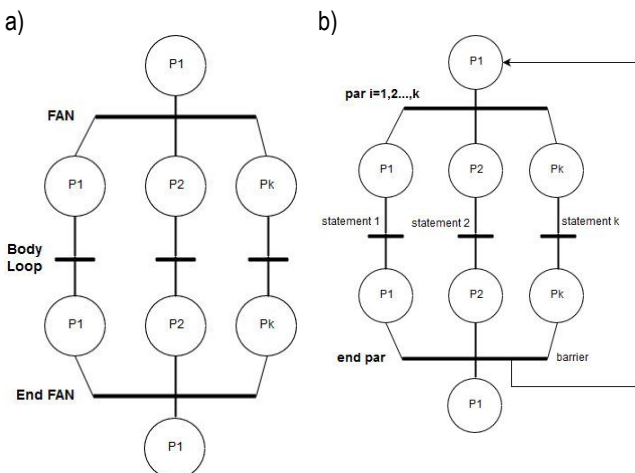 a)
P1
FAN
P1 P2 Pk
Body
Loop
P1 P2 Pk
End FAN
P1
b)
P1
par i=1,2...,k
P1 P2 Pk
statement 1 statement 2 statement k
P1 P2 Pk
end par barrier
P1